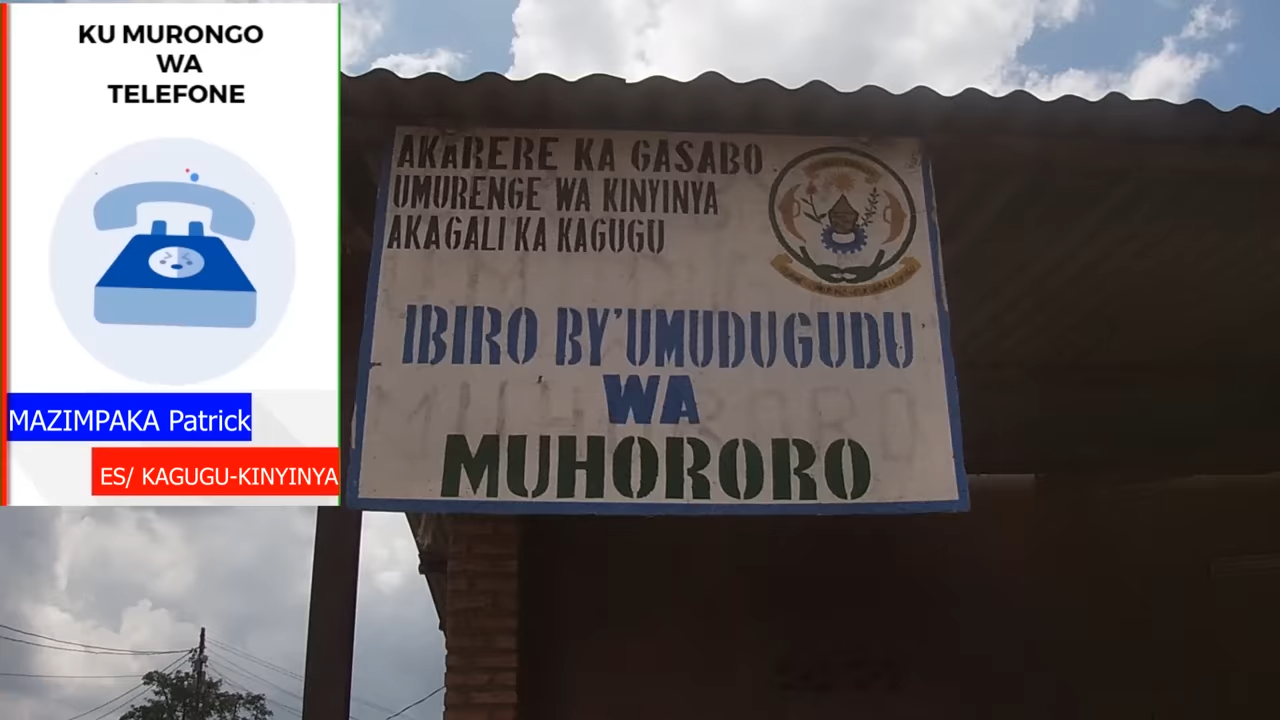 KU MURONGO
WA
TELEFONE
MAZIMPAKA Patrick
ES/ KAGUGU-KINYINYA
AKARERE KA GASABO
UMURENGE WA KINYINYA
AKAGALI KA KAGUGU
IBIRO BY'UMUDUGUDU
WA
MUHORORO